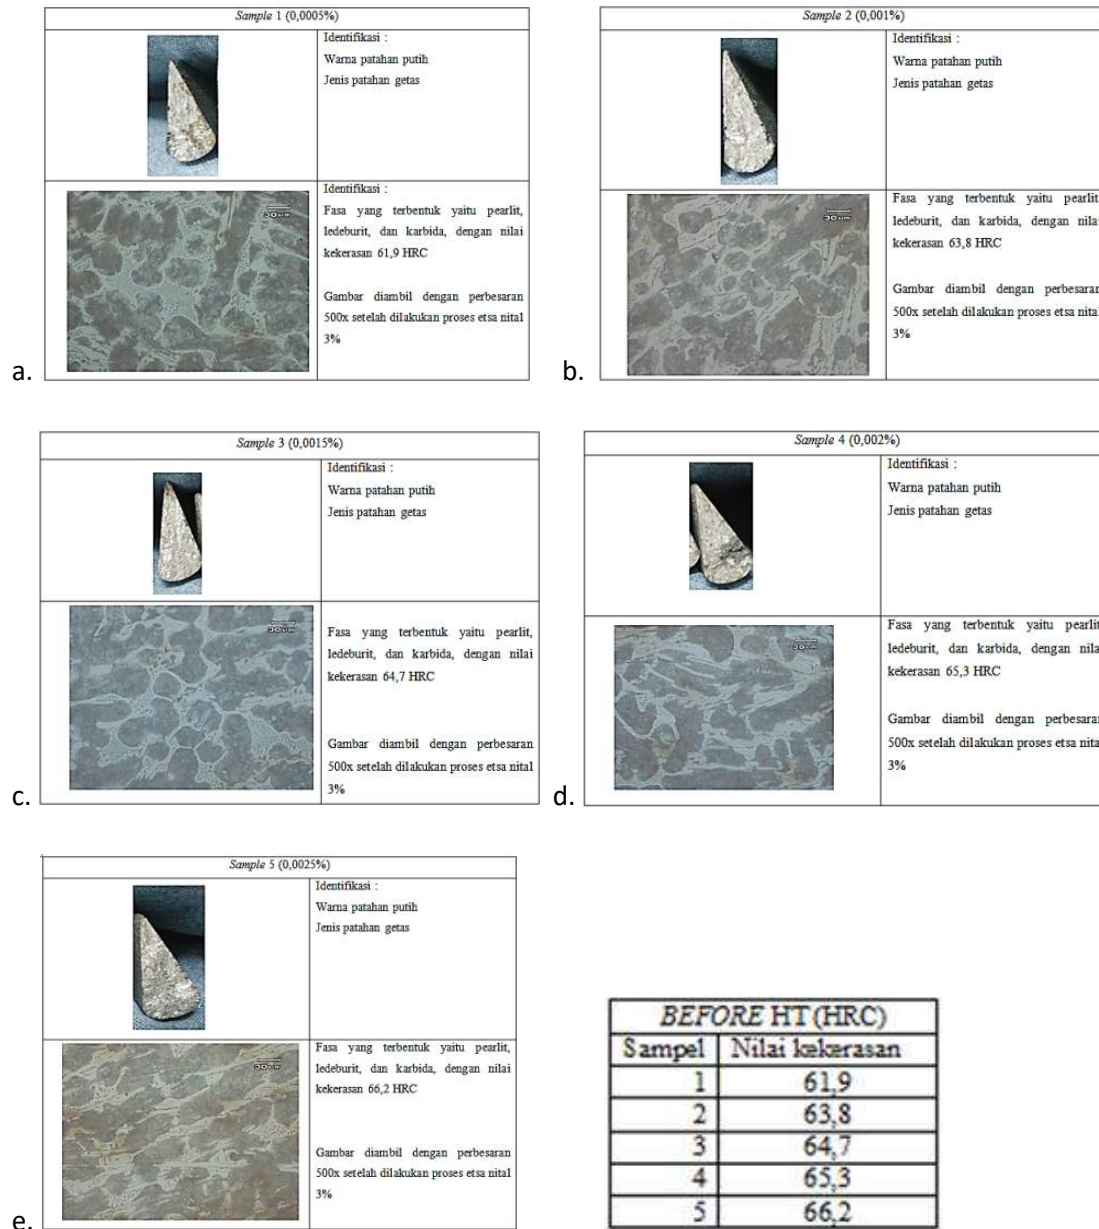 Sample 1 (0,0005%)
Identifikasi :
Warna patahan putih
Jenis patahan getas
30 um
Identifikasi :
Fasa yang terbentuk yaitu pearlit,
ledeburit, dan karbida, dengan nilai
kekerasan 61,9 HRC
Gambar diambil dengan perbesaran
500x setelah dilakukan proses etsa nital
3%
a.
Sample 2 (0,001%)
Identifikasi :
Warna patahan putih
Jenis patahan getas
30 um
Fasa yang terbentuk yaitu pearlit
ledeburit, dan karbida, dengan nilai
kekerasan 63,8 HRC
Gambar diambil dengan perbesaran
500x setelah dilakukan proses etsa nital
3%
b.
Sample 3 (0,0015%)
Identifikasi :
Warna patahan putih
Jenis patahan getas
30 um
Fasa yang terbentuk yaitu pearlit,
ledeburit, dan karbida, dengan nilai
kekerasan 64,7 HRC
Gambar diambil dengan perbesaran
500x setelah dilakukan proses etsa nital
3%
c.
Sample 4 (0,002%)
Identifikasi :
Warna patahan putih
Jenis patahan getas
30 um
Fasa yang terbentuk yaitu pearlit
ledeburit, dan karbida, dengan nilai
kekerasan 65,3 HRC
Gambar diambil dengan perbesaran
500x setelah dilakukan proses etsa nital
3%
d.
Sample 5 (0,0025%)
Identifikasi :
Warna patahan putih
Jenis patahan getas
30 um
Fasa yang terbentuk yaitu pearlit,
ledeburit, dan karbida, dengan nilai
kekerasan 66,2 HRC
Gambar diambil dengan perbesaran
500x setelah dilakukan proses etsa nital
3%
e.
BEFORE HT (HRC)
Sampel Nilai kekerasan
1 61,9
2 63,8
3 64,7
4 65,3
5 66,2